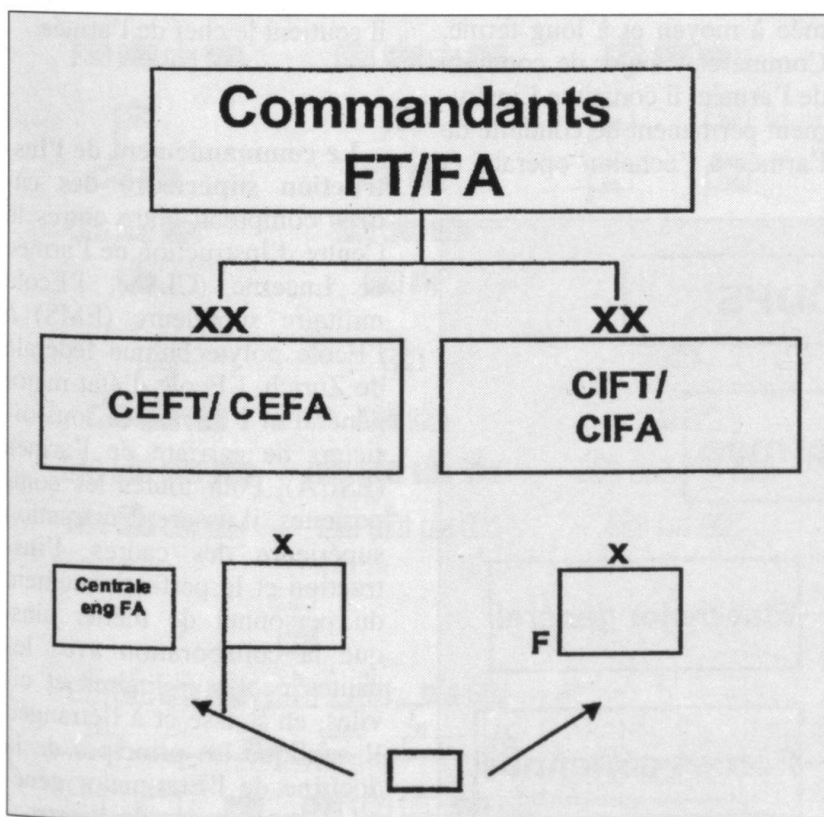 Commandants
FT/FA
XX
XX
CEFT/ CEFA
CIFT/
CIFA
X
X
Centrale
eng FA
F